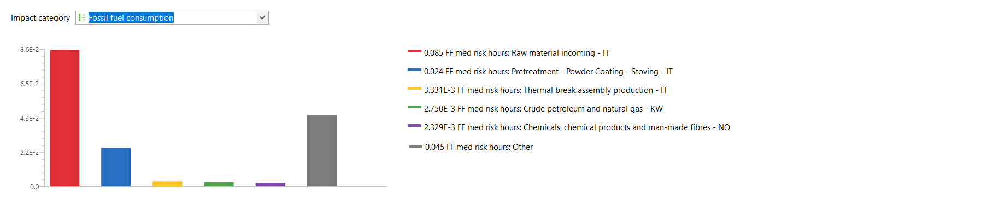 Impact category Fossil fuel consumption
8.6E-2
6.5E-2
4.3E-2
2.2E-2
0.0
0.085 FF med risk hours: Raw material incoming - IT
0.024 FF med risk hours: Pretreatment - Powder Coating - Stoving - IT
3.331E-3 FF med risk hours: Thermal break assembly production - IT
2.750E-3 FF med risk hours: Crude petroleum and natural gas - KW
2.329E-3 FF med risk hours: Chemicals, chemical products and man-made fibres - NO
0.045 FF med risk hours: Other